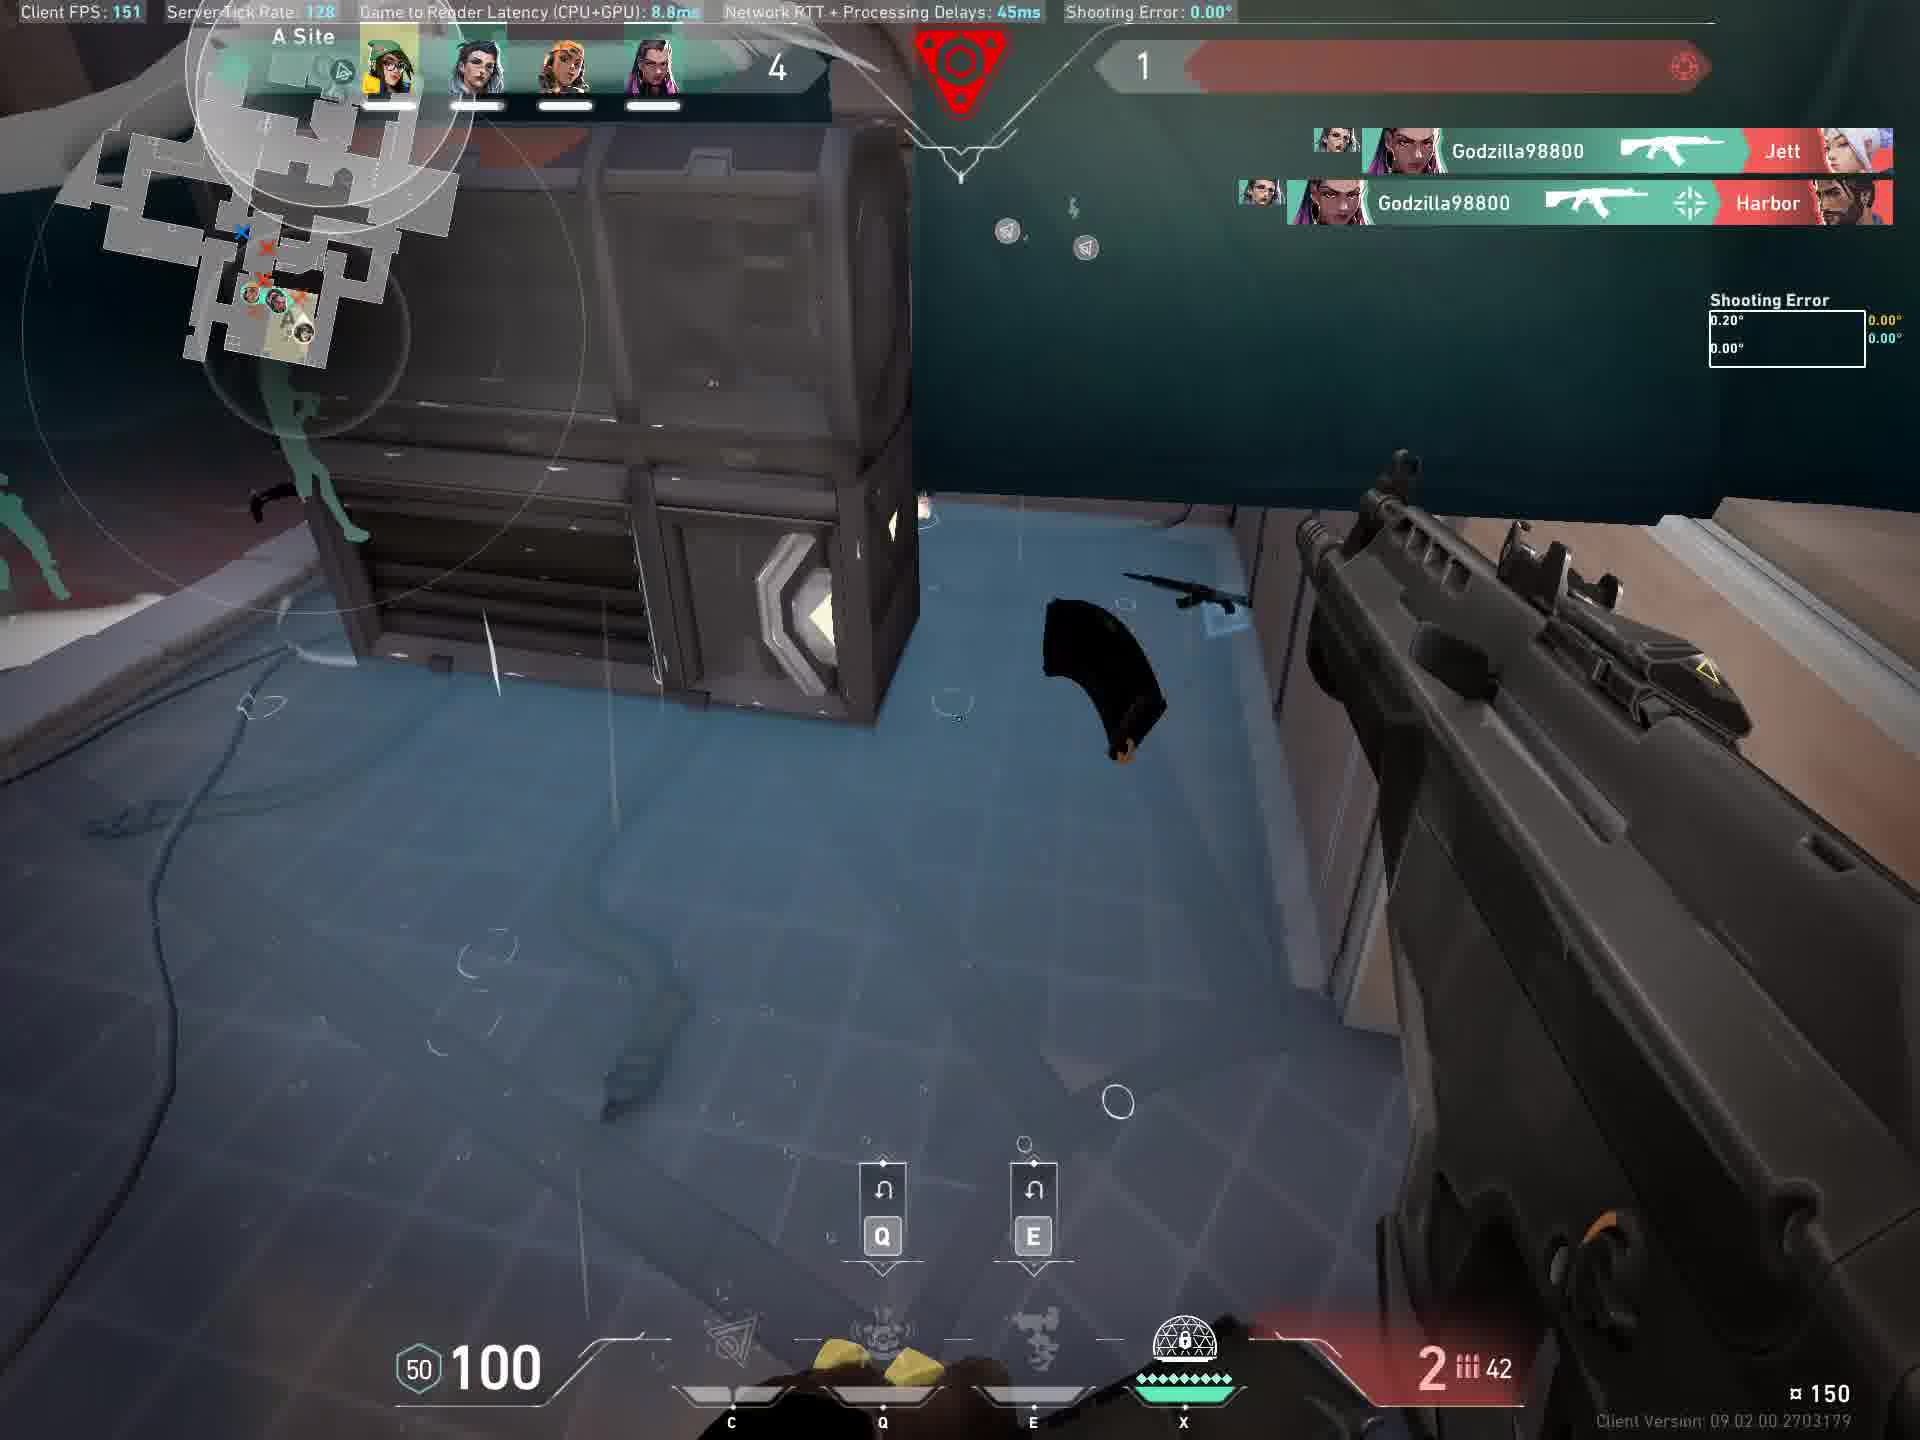 Client FPS: 151 Server Tick Rate: 128 Game to Render Latency (CPU+GPU): 8.8ms Network RTT + Processing Delays: 45ms Shooting Error: 0.00°
A Site
4
1
Godzilla98800 Jett
Godzilla98800 Harbor
Shooting Error
0.20° 0.00°
0.00°
0.00°
A
Q E
50 100
2 42
150
C Q E X
Client Version: 09.02.00.2703179